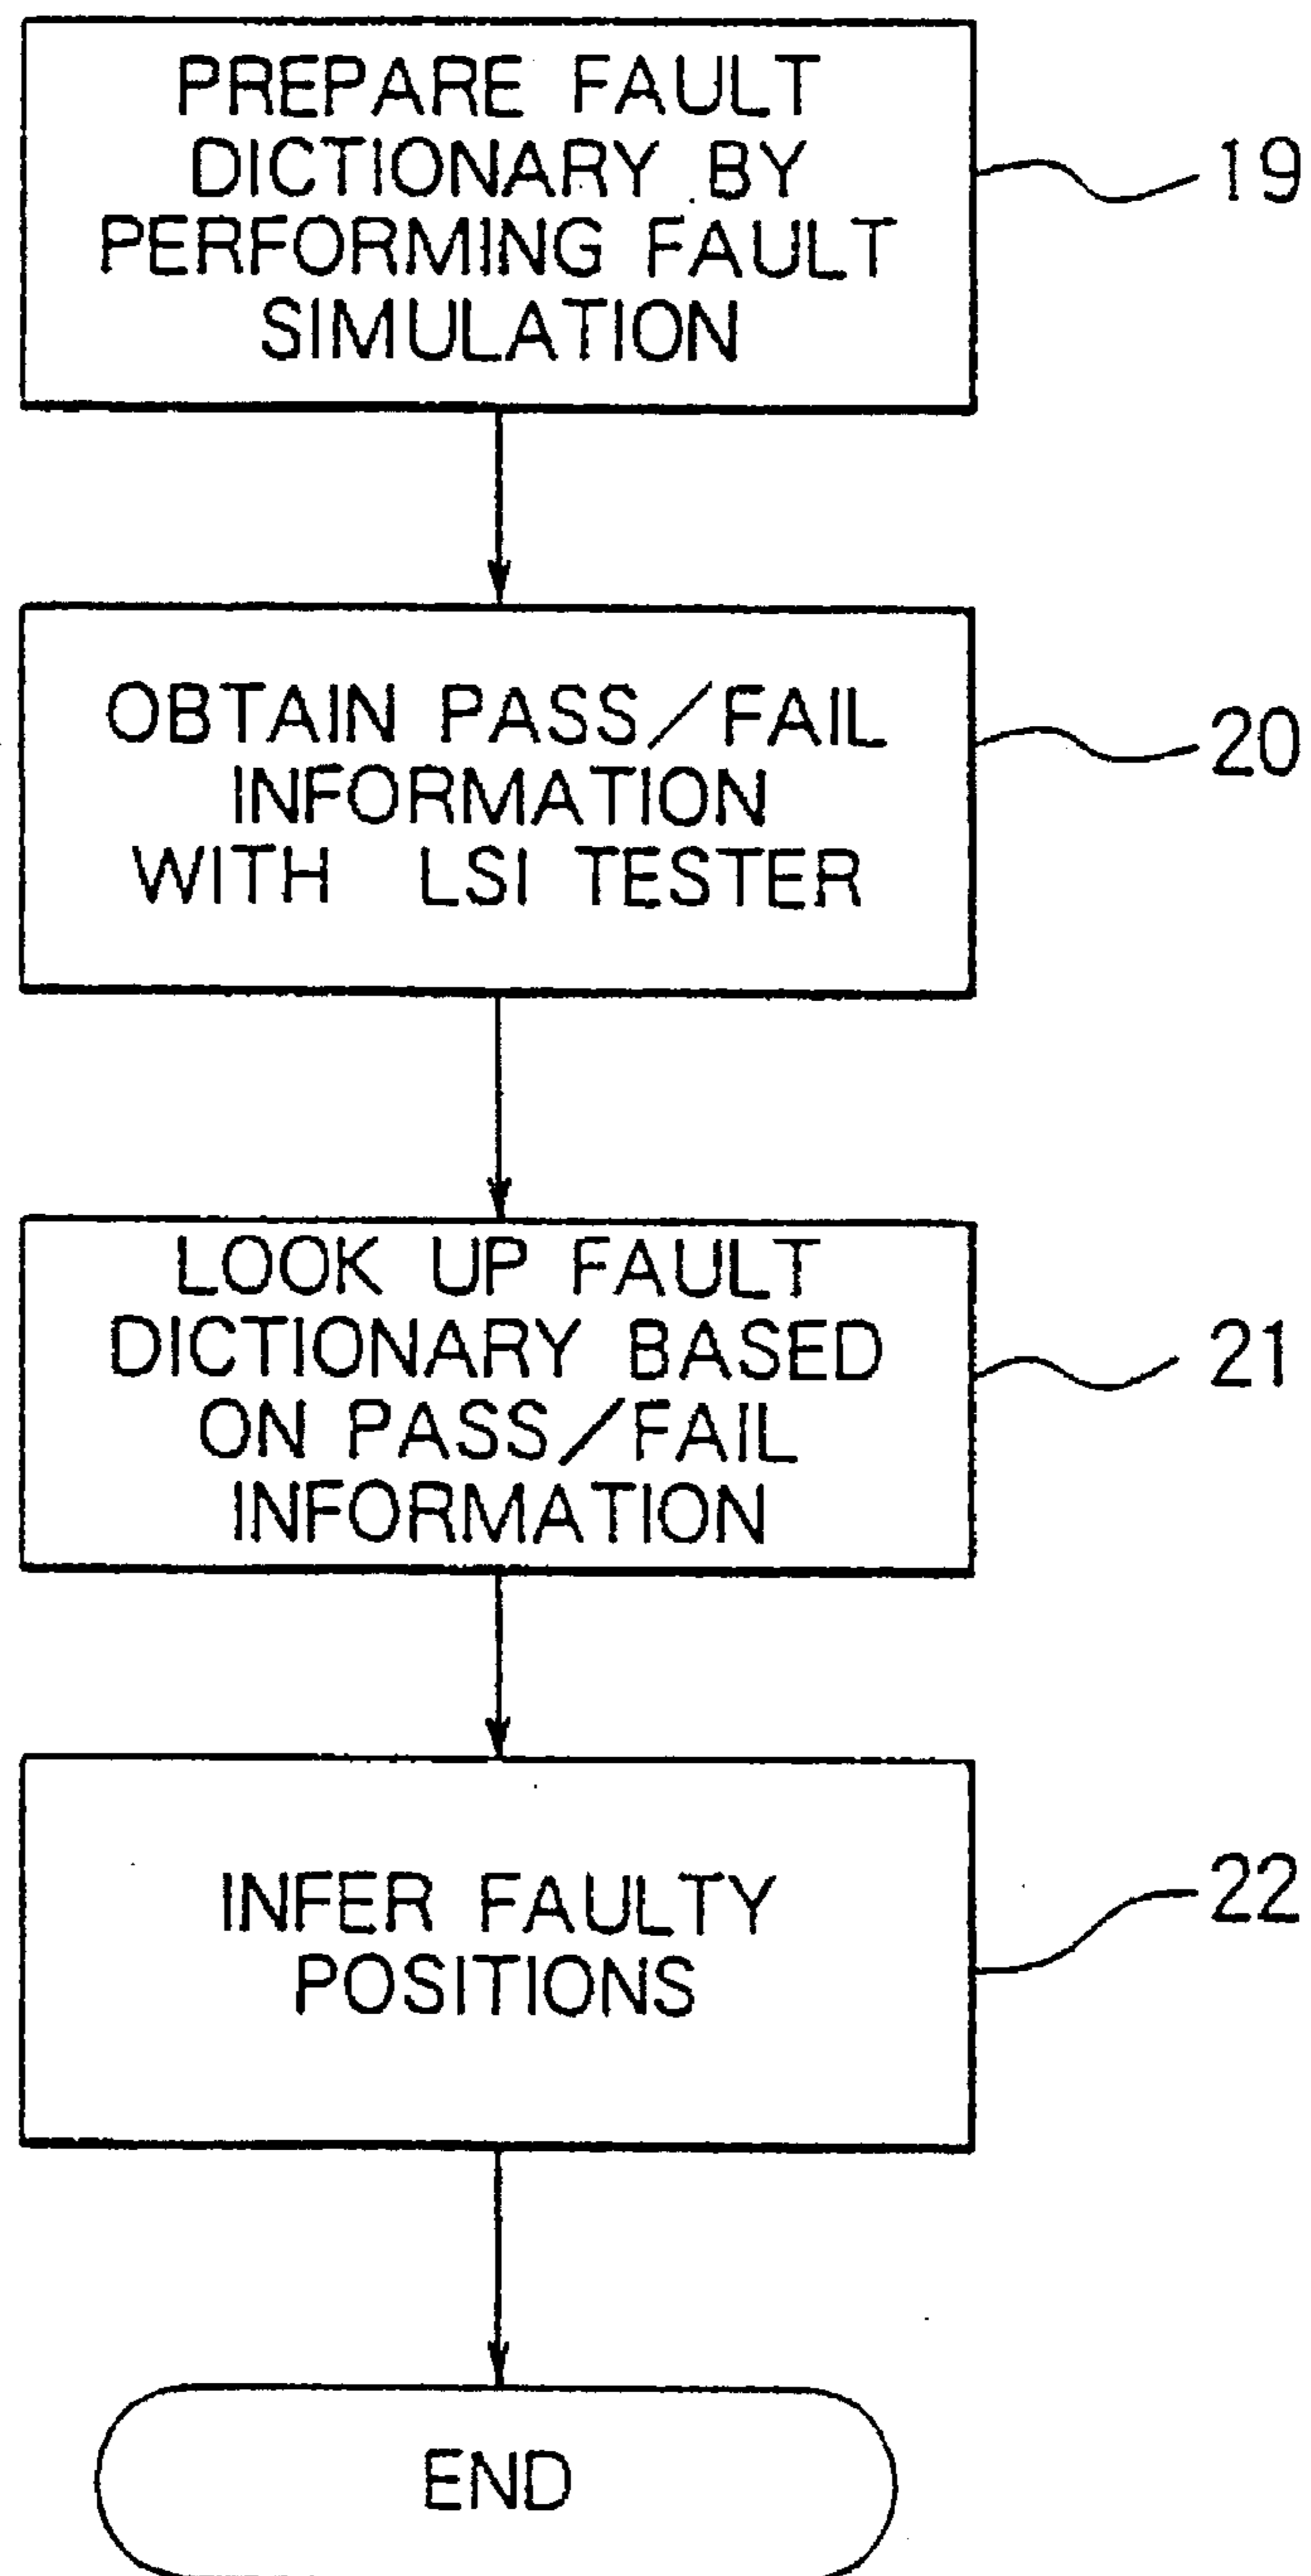 PREPARE FAULT
DICTIONARY BY
PERFORMING FAULT
SIMULATION
19
OBTAIN PASS/FAIL
INFORMATION
WITH LSI TESTER
20
LOOK UP FAULT
DICTIONARY BASED
ON PASS/FAIL
INFORMATION
21
INFER FAULTY
POSITIONS
22
END